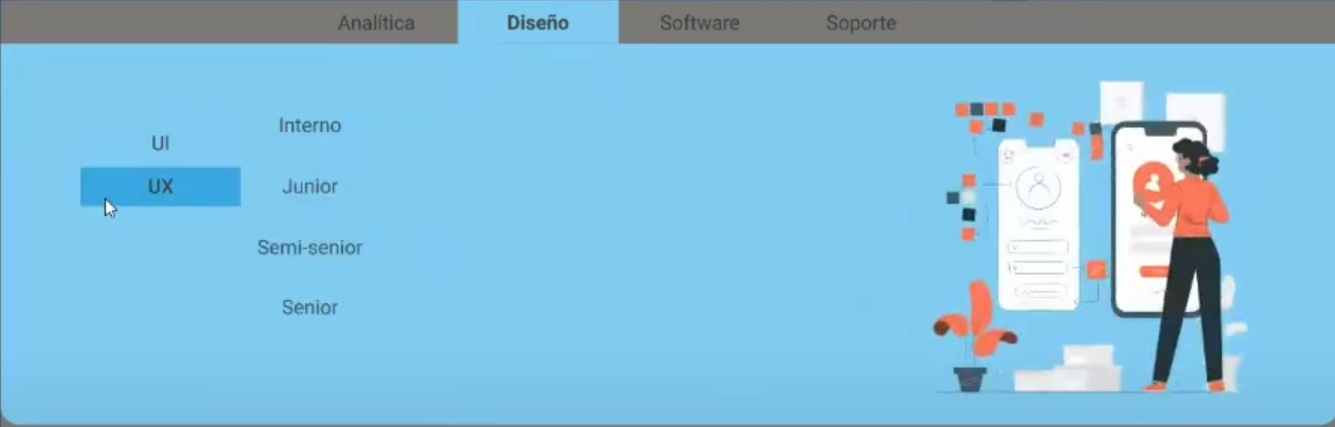 Analítica
Diseño
Software
Soporte
UI
UX
Interno
Junior
Semi-senior
Senior